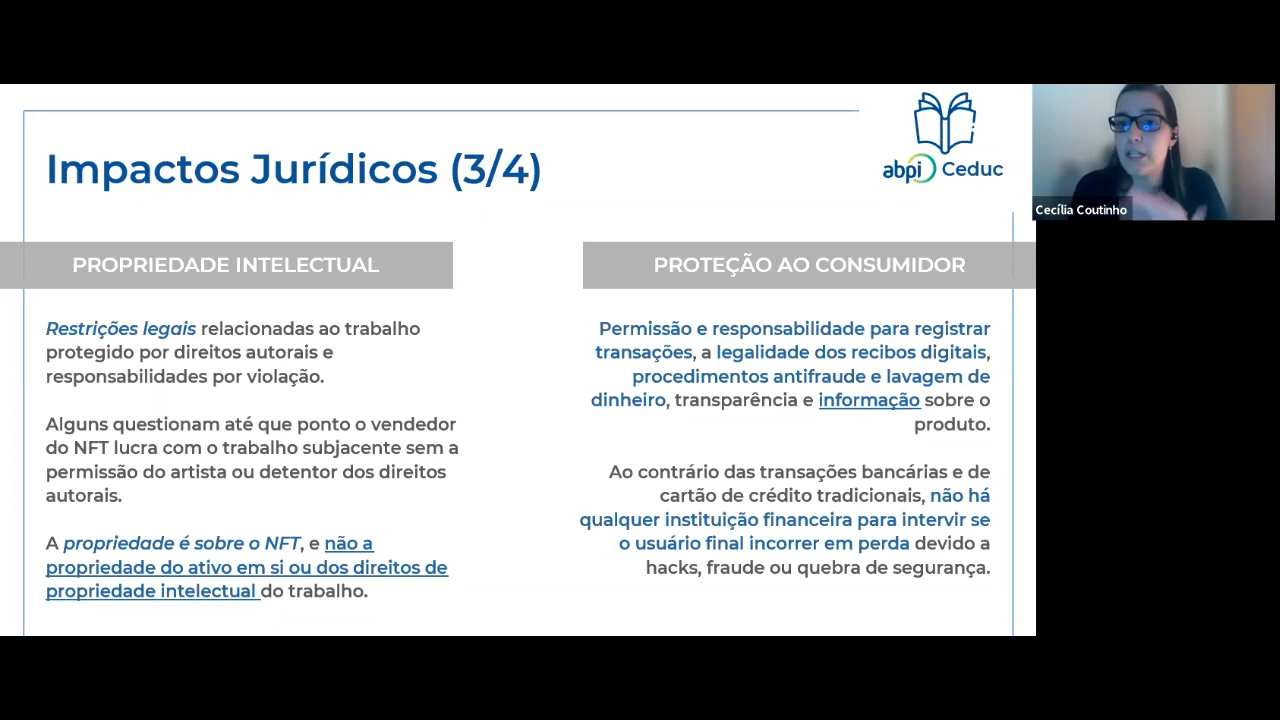 Impactos Jurídicos (3/4)
abpi Ceduc
Cecília Coutinho
PROPRIEDADE INTELECTUAL
Restrições legais relacionadas ao trabalho
protegido por direitos autorais e
responsabilidades por violação.
Alguns questionam até que ponto o vendedor
do NFT lucra com o trabalho subjacente sem a
permissão do artista ou detentor dos direitos
autorais.
A propriedade é sobre o NFT, e não a
propriedade do ativo em si ou dos direitos de
propriedade intelectual do trabalho.
PROTEÇÃO AO CONSUMIDOR
Permissão e responsabilidade para registrar
transações, a legalidade dos recibos digitais,
procedimentos antifraude e lavagem de
dinheiro, transparência e informação sobre o
produto.
Ao contrário das transações bancárias e de
cartão de crédito tradicionais, não há
qualquer instituição financeira para intervir se
o usuário final incorrer em perda devido a
hacks, fraude ou quebra de segurança.